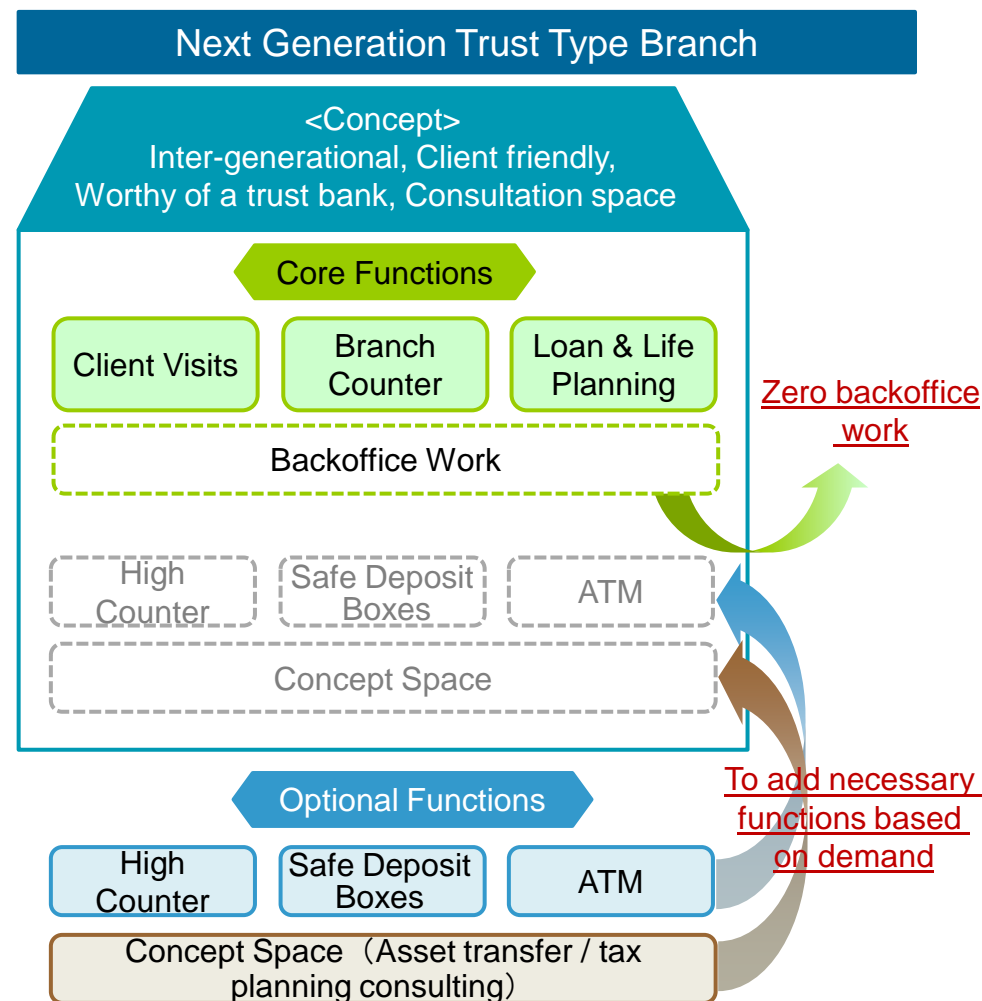 Next Generation Trust Type Branch
<Concept>
Inter-generational, Client friendly,
Worthy of a trust bank, Consultation space
Core Functions
Client Visits
Branch
Counter
Loan & Life
Planning
Zero backoffice
work
Backoffice Work
High
Counter
Safe Deposit
Boxes
ATM
Concept Space
To add necessary
functions based
on demand
Optional Functions
High
Counter
Safe Deposit
Boxes
ATM
Concept Space（Asset transfer / tax
planning consulting）